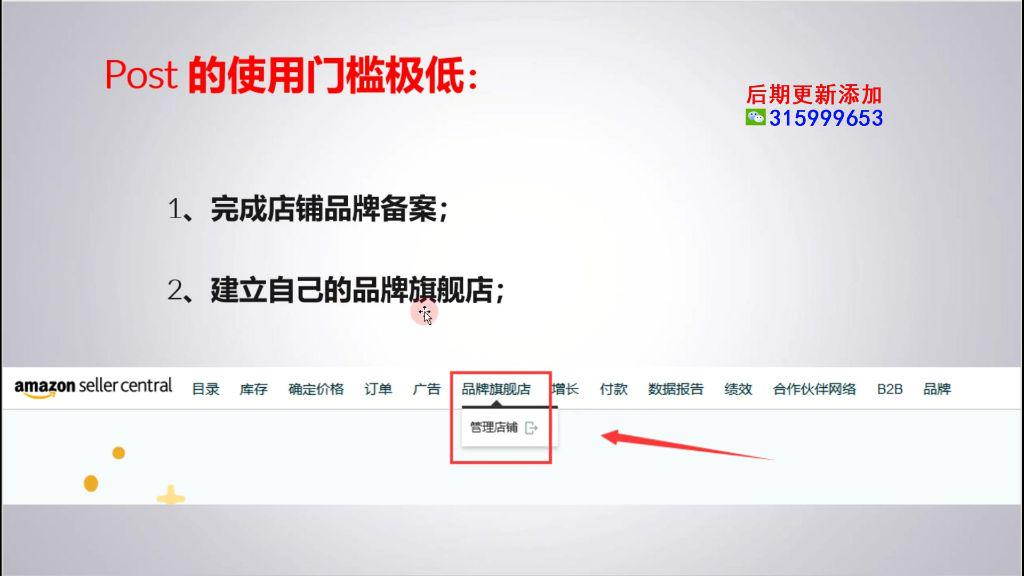 Post 的使用门槛极低：
后期更新添加
315999653
1、完成店铺品牌备案；
2、建立自己的品牌旗舰店；
amazon seller central 目录 库存 确定价格 订单 广告 品牌旗舰店 增长 付款 数据报告 绩效 合作伙伴网络 B2B 品牌
管理店铺